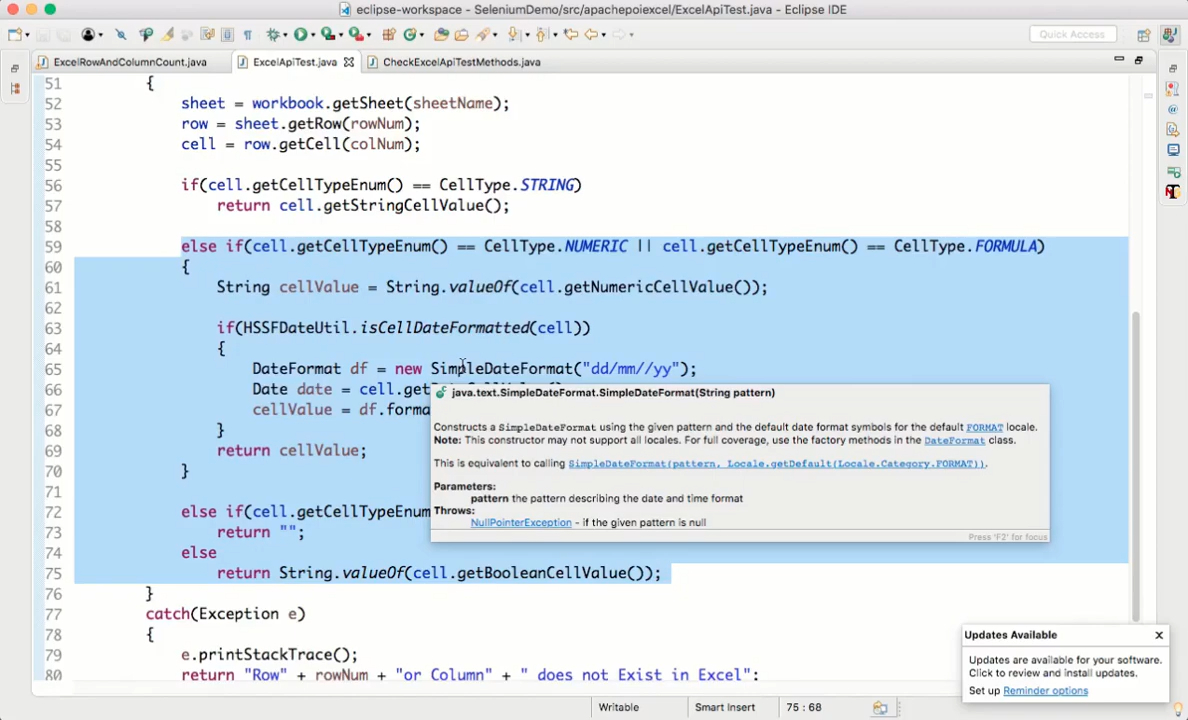 eclipse-workspace - SeleniumDemo/src/apachepoiexcel/ExcelApiTest.java - Eclipse IDE
Quick Access
ExcelRowAndColumnCount.java
ExcelApiTest.java
CheckExcelApiTestMethods.java
51 {
52 sheet = workbook.getSheet(sheetName);
53 row = sheet.getRow(rowNum);
54 cell = row.getCell(colNum);
55
56 if(cell.getCellTypeEnum() == CellType.STRING)
57 return cell.getStringCellValue();
58
59 else if(cell.getCellTypeEnum() == CellType.NUMERIC || cell.getCellTypeEnum() == CellType.FORMULA)
60 {
61 String cellValue = String.valueOf(cell.getNumericCellValue());
62
63 if(HSSFDateUtil.isCellDateFormatted(cell))
64 {
65 DateFormat df = new SimpleDateFormat("dd/mm//yy");
66 Date date = cell.get
67 cellValue = df.forma
68 }
69 return cellValue;
70 }
71
72 else if(cell.getCellTypeEnum
73 return "";
74 else
75 return String.valueOf(cell.getBooleanCellValue());
76 }
77 catch(Exception e)
78 {
79 e.printStackTrace();
80 return "Row" + rowNum + "or Column" + " does not Exist in Excel";
java.text.SimpleDateFormat.SimpleDateFormat(String pattern)
Constructs a SimpleDateFormat using the given pattern and the default date format symbols for the default FORMAT locale.
Note: This constructor may not support all locales. For full coverage, use the factory methods in the DateFormat class.
This is equivalent to calling SimpleDateFormat(pattern, Locale.getDefault(Locale.Category.FORMAT)).
Parameters:
pattern the pattern describing the date and time format
Throws:
NullPointerException - if the given pattern is null
Press 'F2' for focus
Updates Available
Updates are available for your software.
Click to review and install updates.
Set up Reminder options
Writable
Smart Insert
75 : 68